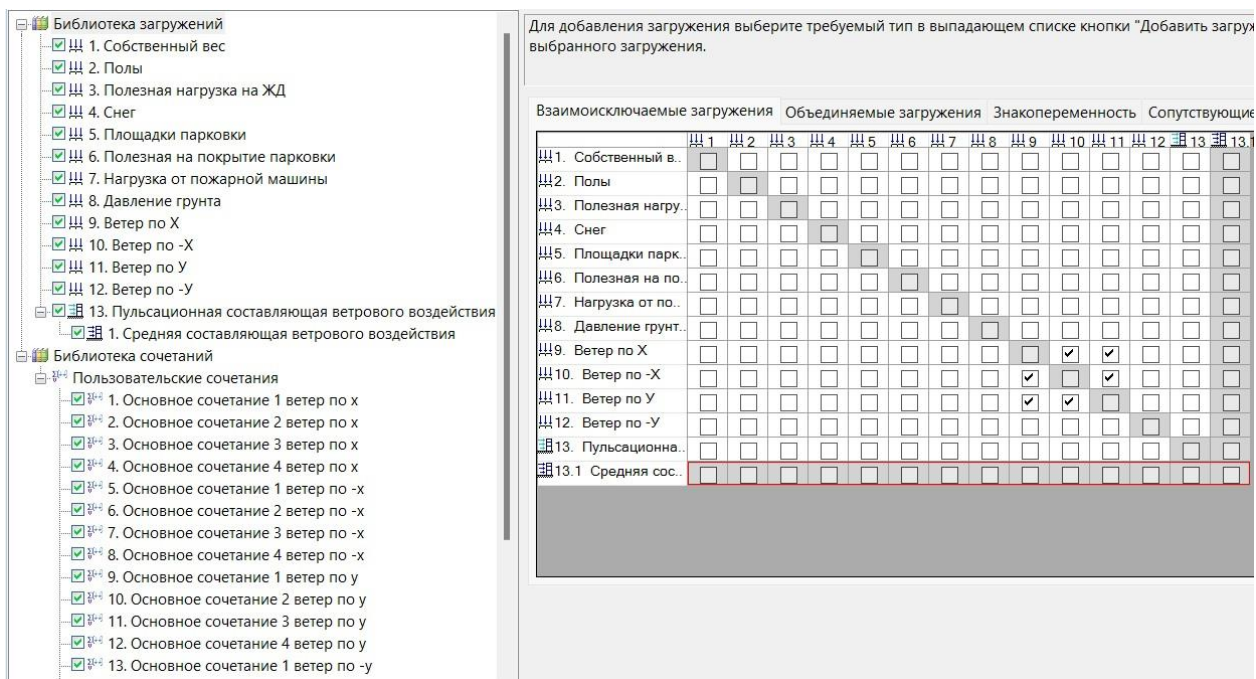 Библиотека загружений
1. Собственный вес
2. Полы
3. Полезная нагрузка на ЖД
4. Снег
5. Площадки парковки
6. Полезная на покрытие парковки
7. Нагрузка от пожарной машины
8. Давление грунта
9. Ветер по X
10. Ветер по -X
11. Ветер по У
12. Ветер по -У
13. Пульсационная составляющая ветрового воздействия
1. Средняя составляющая ветрового воздействия
Библиотека сочетаний
Пользовательские сочетания
1. Основное сочетание 1 ветер по х
2. Основное сочетание 2 ветер по х
3. Основное сочетание 3 ветер по х
4. Основное сочетание 4 ветер по х
5. Основное сочетание 1 ветер по -х
6. Основное сочетание 2 ветер по -х
7. Основное сочетание 3 ветер по -х
8. Основное сочетание 4 ветер по -х
9. Основное сочетание 1 ветер по у
10. Основное сочетание 2 ветер по у
11. Основное сочетание 3 ветер по у
12. Основное сочетание 4 ветер по у
13. Основное сочетание 1 ветер по -у
Для добавления загружения выберите требуемый тип в выпадающем списке кнопки "Добавить загруж
выбранного загружения.
Взаимоисключаемые загружения Объединяемые загружения Знакопеременность Сопутствующие
1 2 3 4 5 6 7 8 9 10 11 12 13 13.1
1. Собственный в..
2. Полы
3. Полезная нагру..
4. Снег
5. Площадки парк..
6. Полезная на по..
7. Нагрузка от по..
8. Давление грунт..
9. Ветер по X
10. Ветер по -X
11. Ветер по У
12. Ветер по -У
13. Пульсационна..
13.1 Средняя сос..